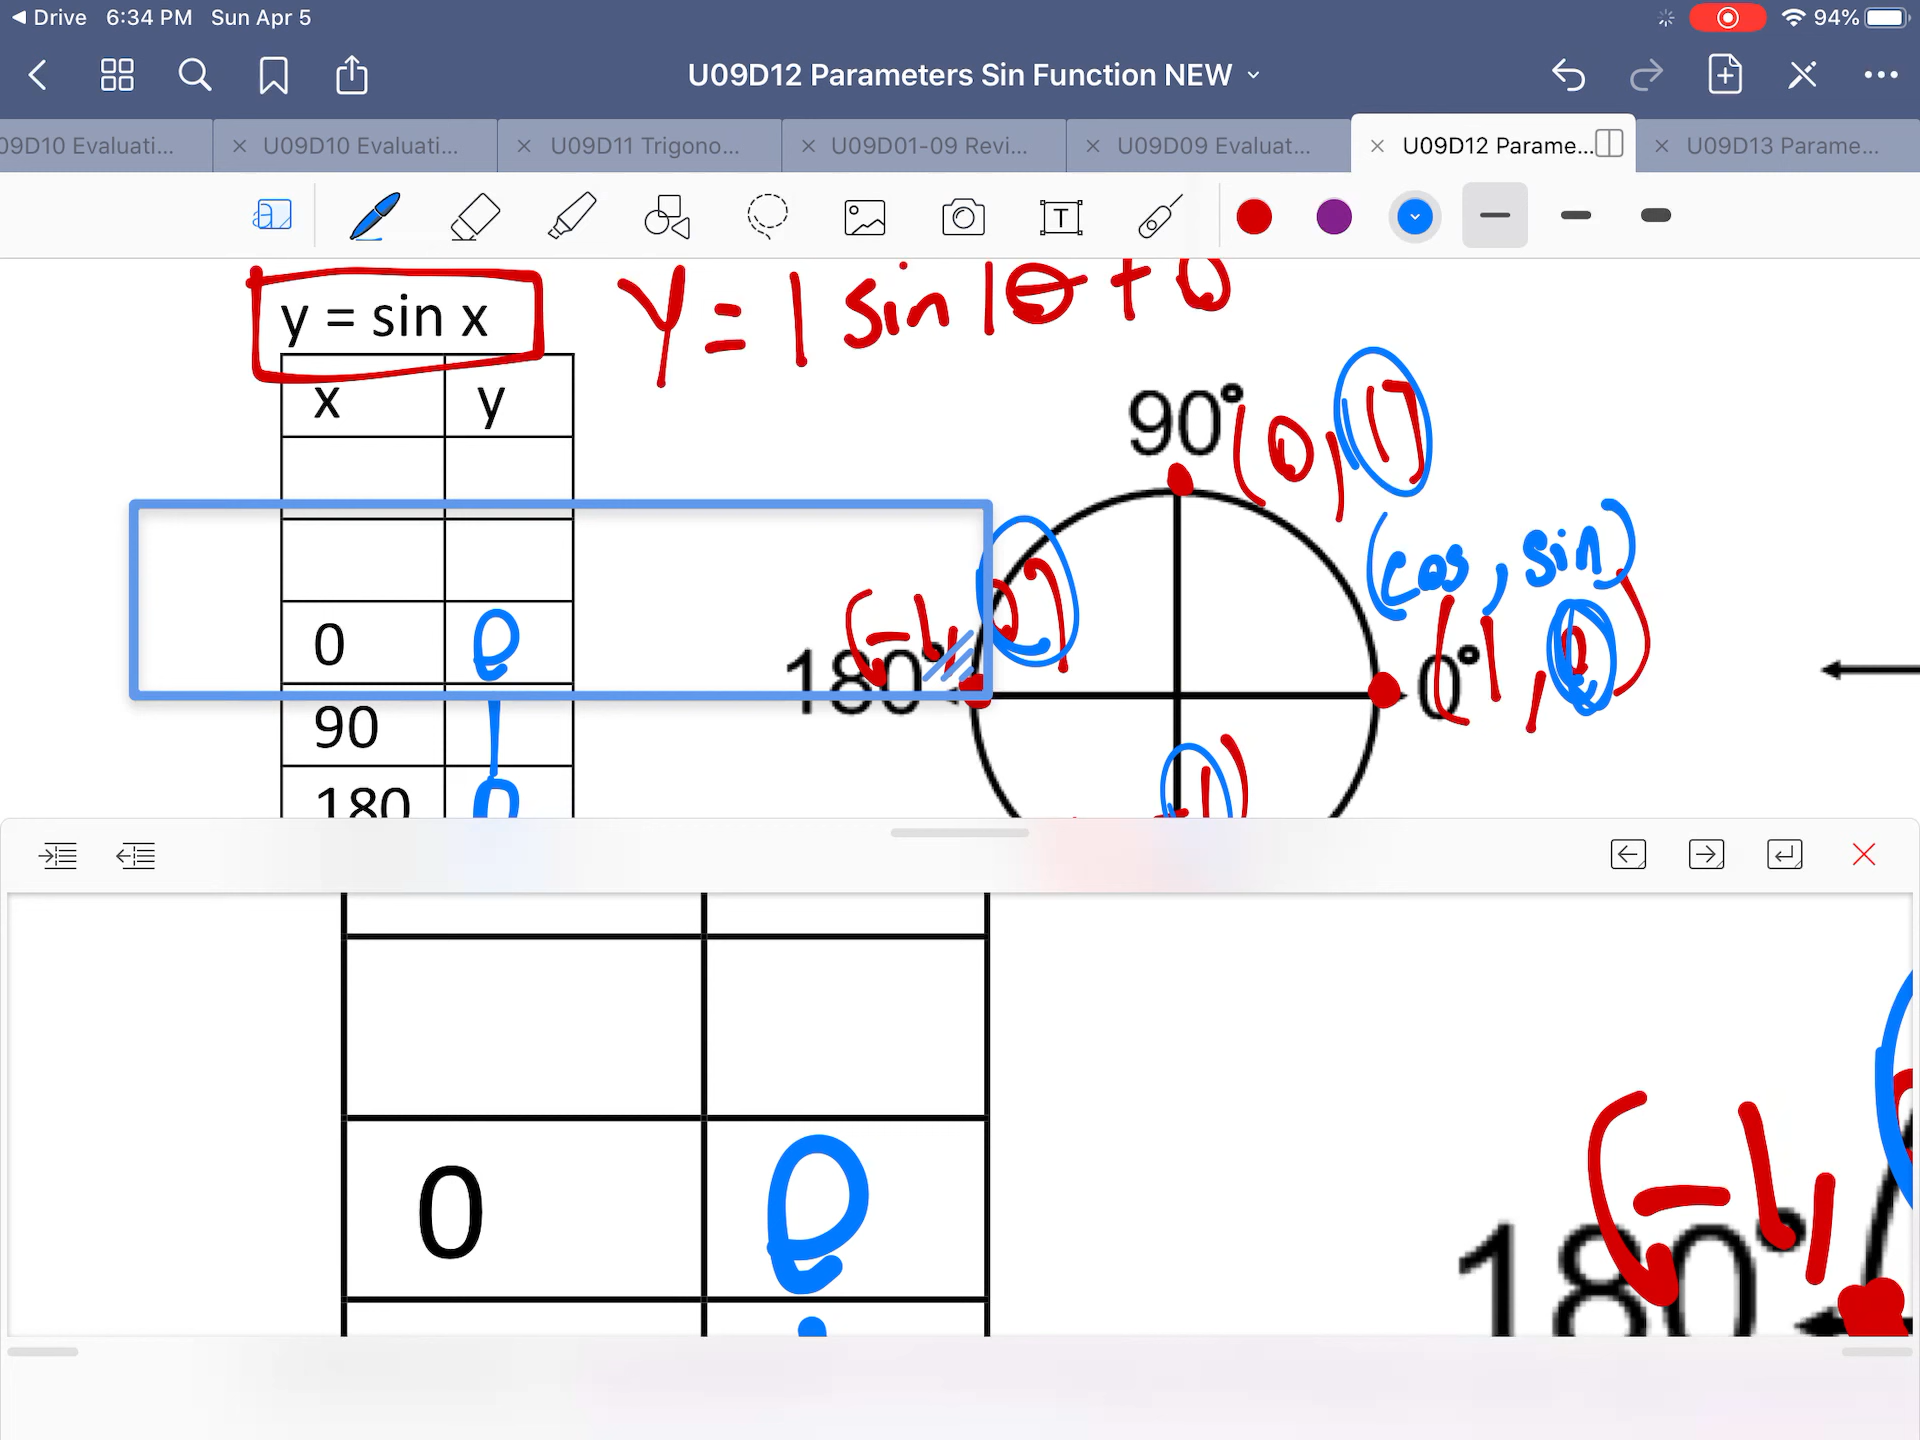 Drive 6:34 PM Sun Apr 5 94%
U09D12 Parameters Sin Function NEW
09D10 Evaluati... U09D10 Evaluati... U09D11 Trigono... U09D01-09 Revi... U09D09 Evaluat... U09D12 Parame... U09D13 Parame...
T
y = sin x
y = 1 sin 1θ + 0
x y
90° (0, 1)
(cos, sin)
0 0
(-1, 0)
180° 0° (1, 0)
90 1
-1)
180 0
0 0
(-1,
180°